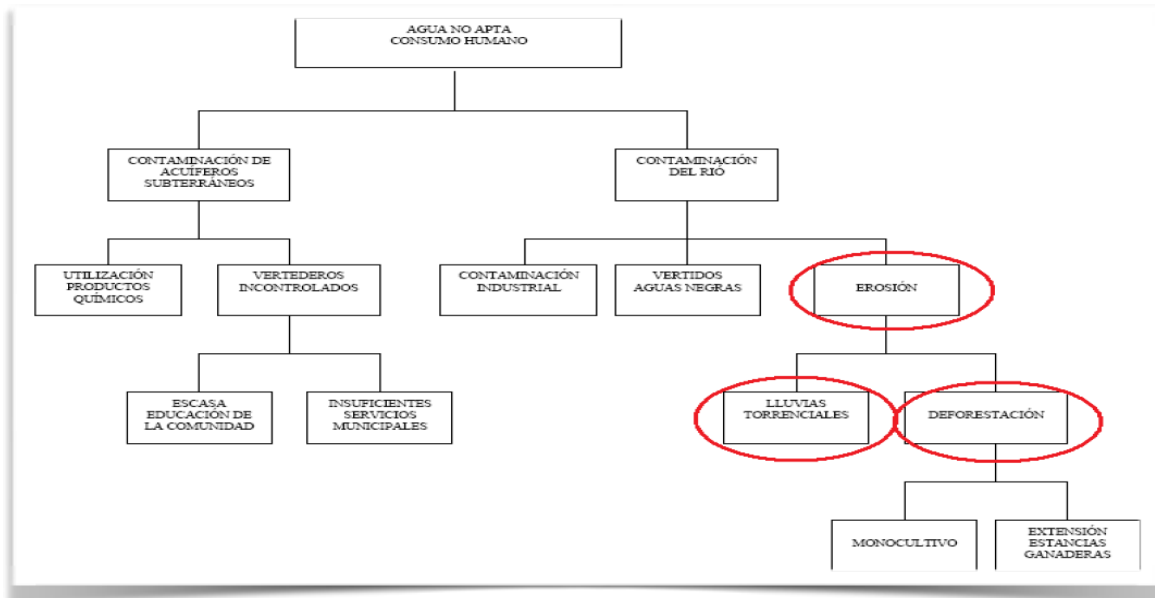 AGUA NO APTA
CONSUMO HUMANO
CONTAMINACIÓN DE
ACUÍFEROS
SUBTERRÁNEOS
CONTAMINACIÓN
DEL RIÓ
UTILIZACIÓN
PRODUCTOS
QUÍMICOS
VERTEDEROS
INCONTROLADOS
CONTAMINACIÓN
INDUSTRIAL
VERTIDOS
AGUAS NEGRAS
EROSIÓN
ESCASA
EDUCACIÓN DE
LA COMUNIDAD
INSUFICIENTES
SERVICIOS
MUNICIPALES
LLUVIAS
TORRENCIALES
DEFORESTACIÓN
MONOCULTIVO
EXTENSIÓN
ESTANCIAS
GANADERAS